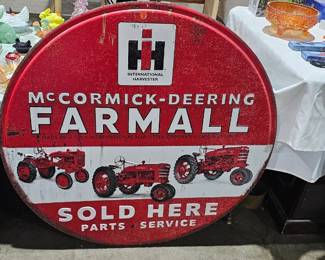 IH
INTERNATIONAL
HARVESTER
McCORMICK-DEERING
FARMALL
SOLD HERE
PARTS • SERVICE